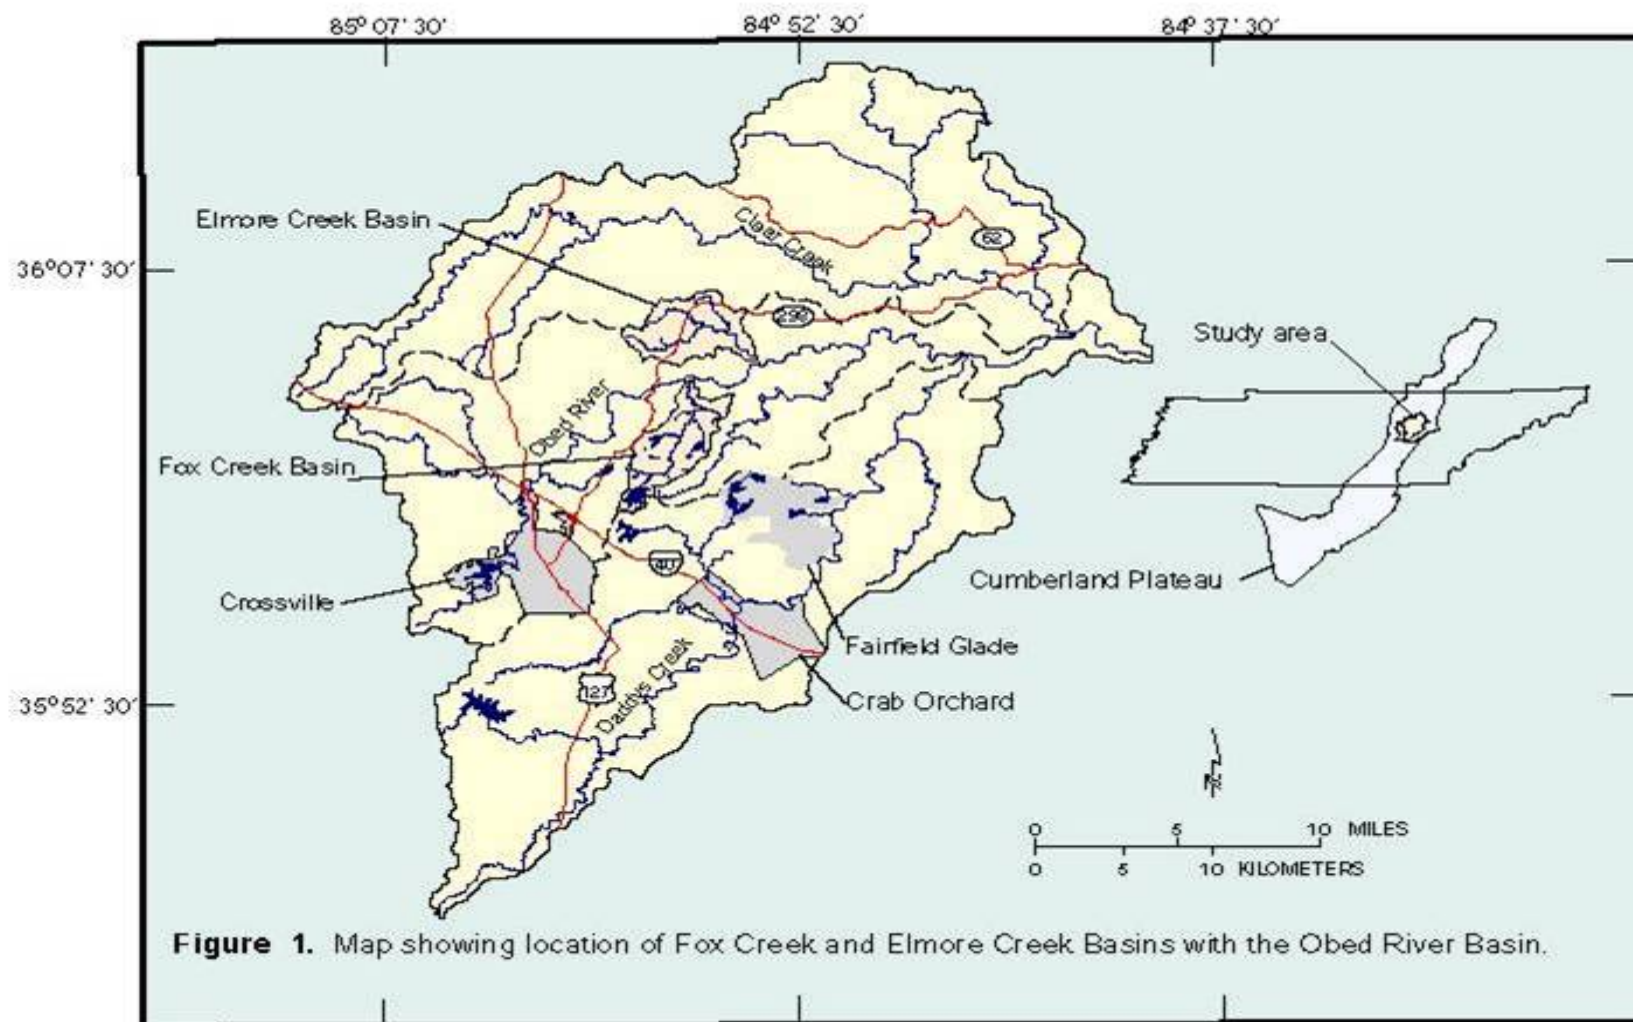 85° 07' 30"
84° 52' 30"
84° 37' 30"
Elmore Creek Basin
Clear Creek
62
36° 07' 30"
298
Study area
Obed River
Fox Creek Basin
40
Cumberland Plateau
Crossville
Fairfield Glade
127
Daddys Creek
Crab Orchard
35° 52' 30"
N
0 5 10 MILES
0 5 10 KILOMETERS
Figure 1. Map showing location of Fox Creek and Elmore Creek Basins with the Obed River Basin.